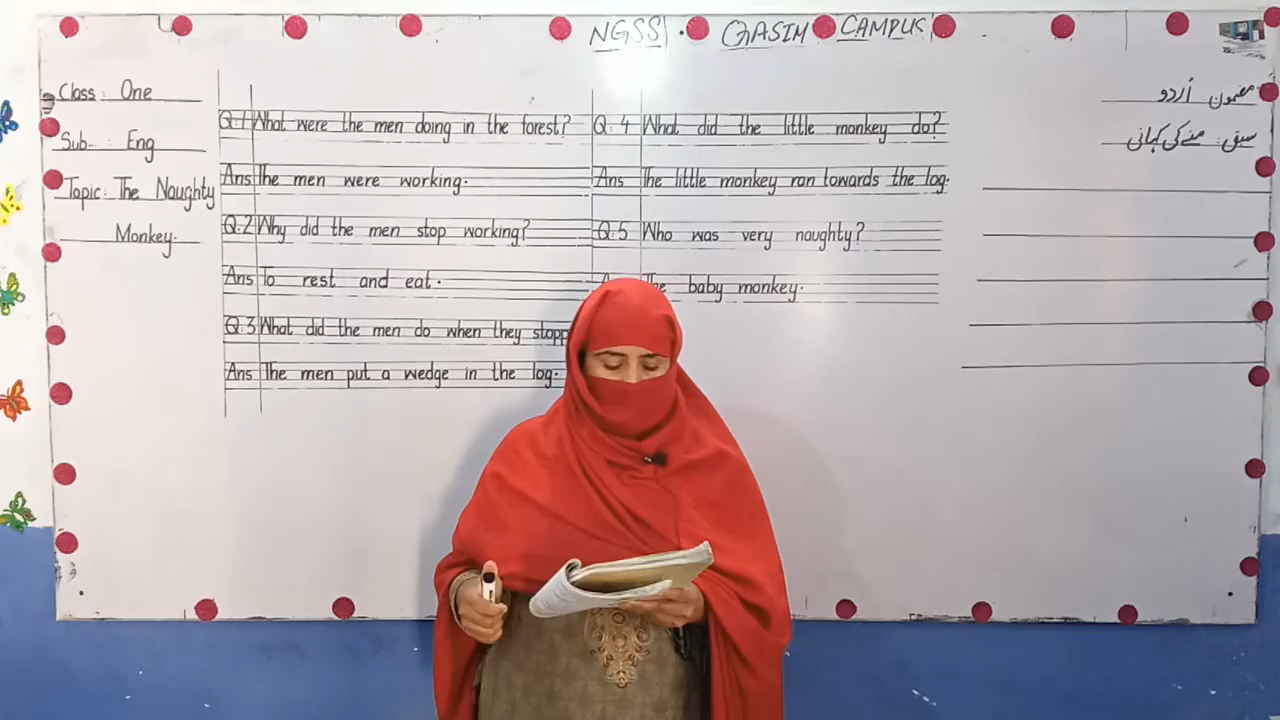 NGSS. QASIM CAMPUS
Class: One
Sub..: Eng
Topic: The Naughty
Monkey.
Q.1 What were the men doing in the forest?
Ans The men were working.
Q.2 Why did the men stop working?
Ans To rest and eat.
Q.3 What did the men do when they stopp
Ans The men put a wedge in the log.
Q.4 What did the little monkey do?
Ans The little monkey ran towards the log.
Q.5 Who was very naughty?
baby monkey.
مضمون اُردو
سبق: منے کی کہانی